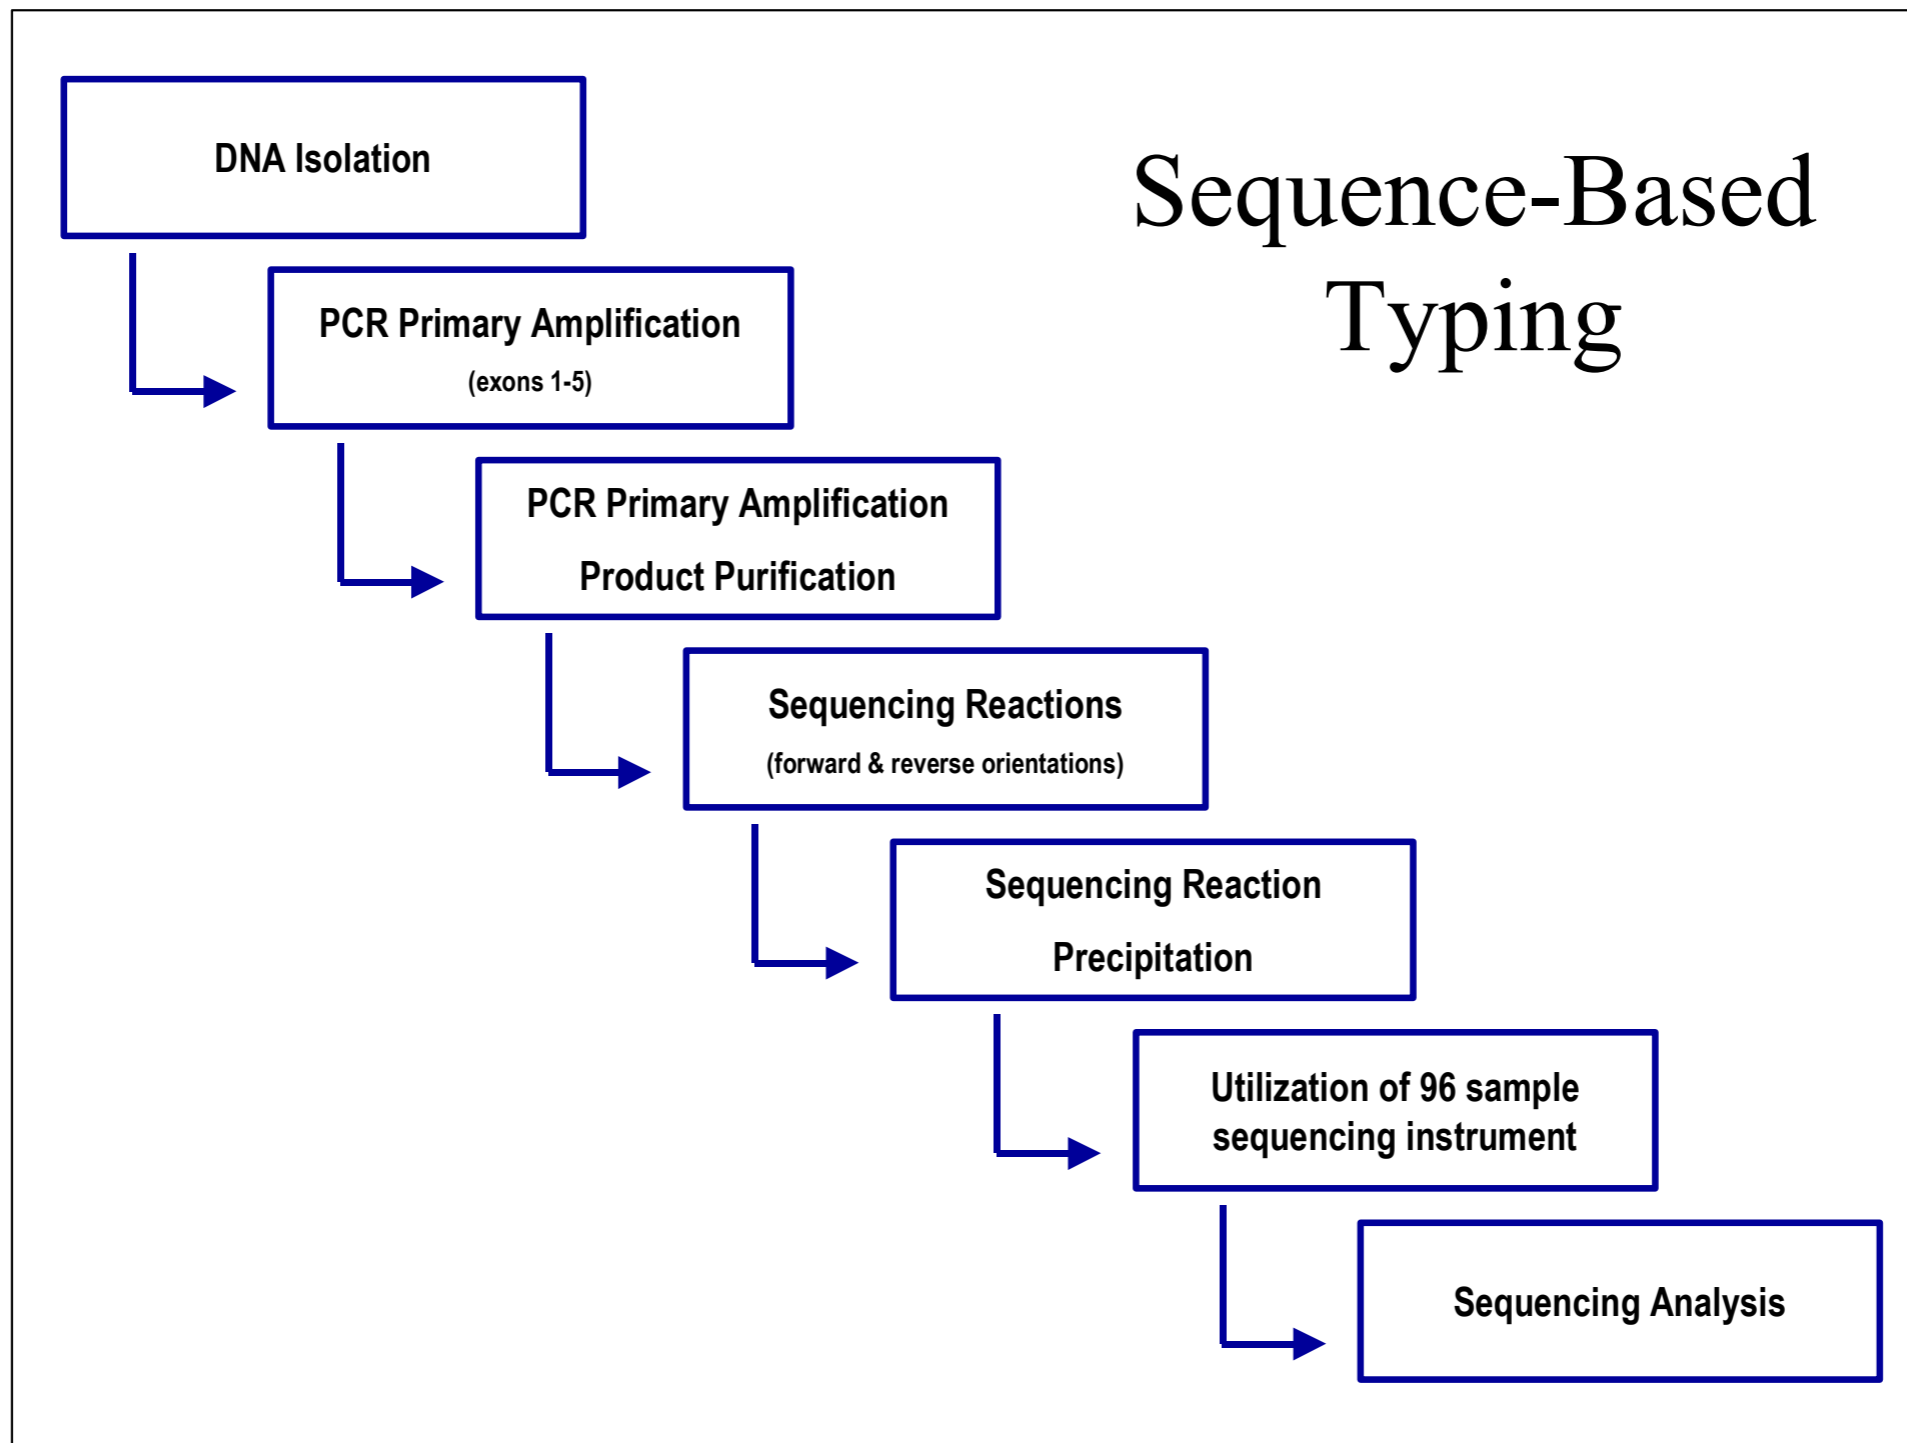 Sequence-Based
Typing
DNA Isolation
PCR Primary Amplification
(exons 1-5)
PCR Primary Amplification
Product Purification
Sequencing Reactions
(forward & reverse orientations)
Sequencing Reaction
Precipitation
Utilization of 96 sample
sequencing instrument
Sequencing Analysis